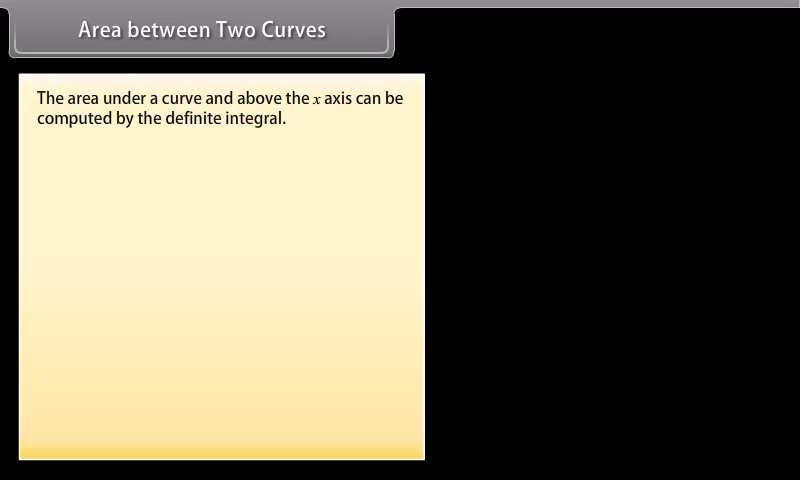 Area between Two Curves
The area under a curve and above the x axis can be
computed by the definite integral.